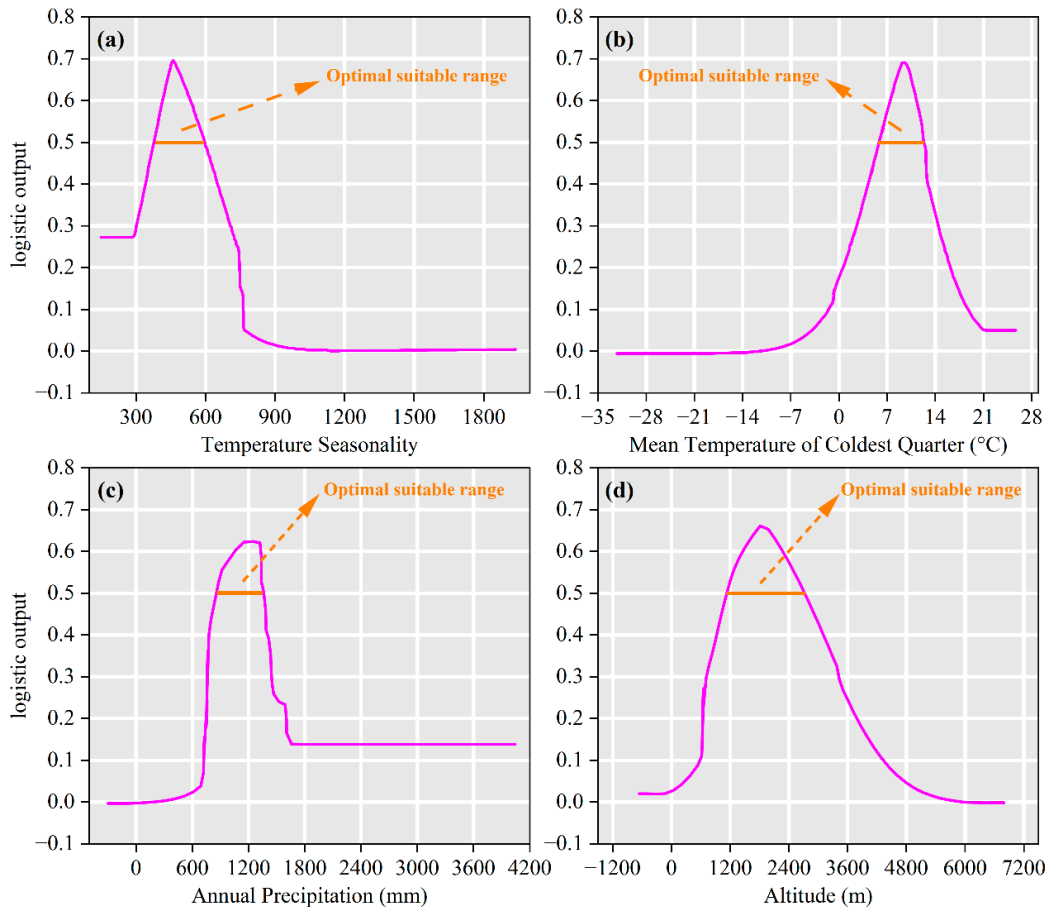 (a)
Optimal suitable range
logistic output
0.8
0.7
0.6
0.5
0.4
0.3
0.2
0.1
0.0
−0.1
300 600 900 1200 1500 1800
Temperature Seasonality
(b)
Optimal suitable range
0.8
0.7
0.6
0.5
0.4
0.3
0.2
0.1
0.0
−0.1
−35 −28 −21 −14 −7 0 7 14 21 28
Mean Temperature of Coldest Quarter (°C)
(c)
Optimal suitable range
logistic output
0.8
0.7
0.6
0.5
0.4
0.3
0.2
0.1
0.0
−0.1
0 600 1200 1800 2400 3000 3600 4200
Annual Precipitation (mm)
(d)
Optimal suitable range
0.8
0.7
0.6
0.5
0.4
0.3
0.2
0.1
0.0
−0.1
−1200 0 1200 2400 3600 4800 6000 7200
Altitude (m)